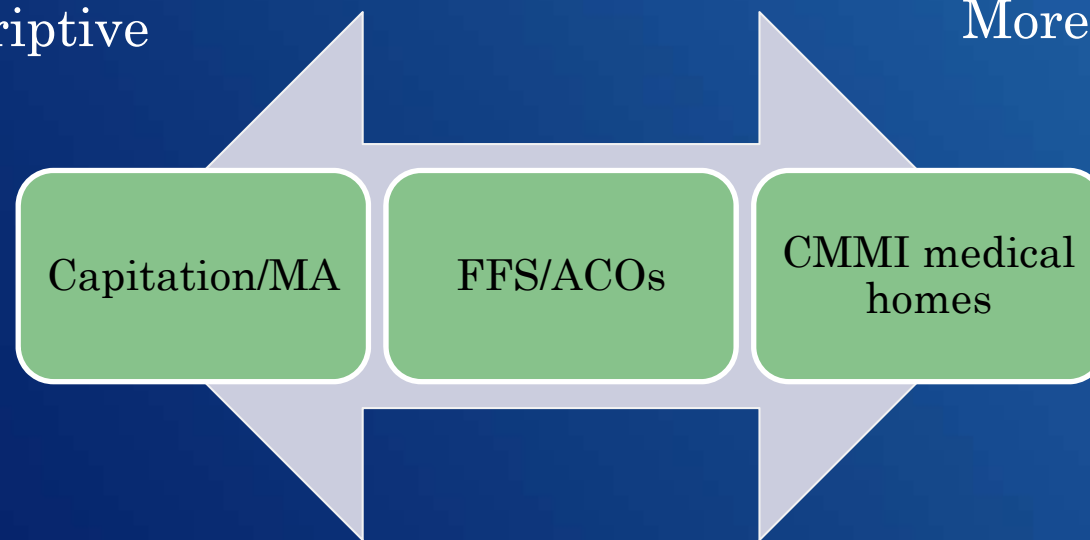 riptive
More
Capitation/MA
FFS/ACOs
CMMI medical
homes